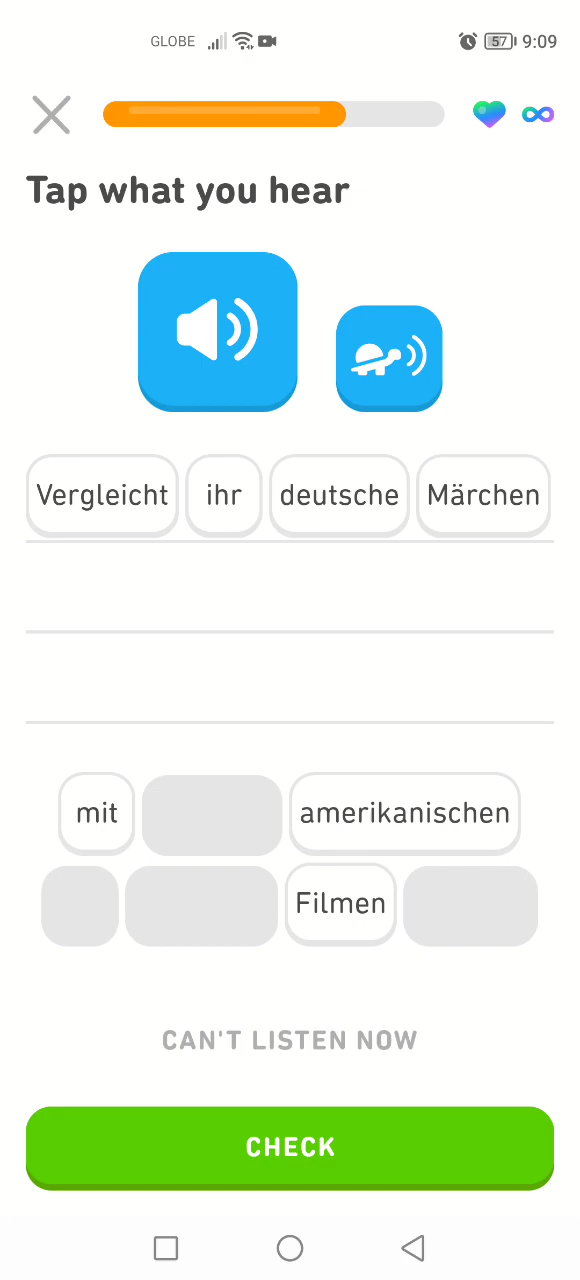 GLOBE 57 9:09
Tap what you hear
Vergleicht ihr deutsche Märchen
mit amerikanischen
Filmen
CAN'T LISTEN NOW
CHECK